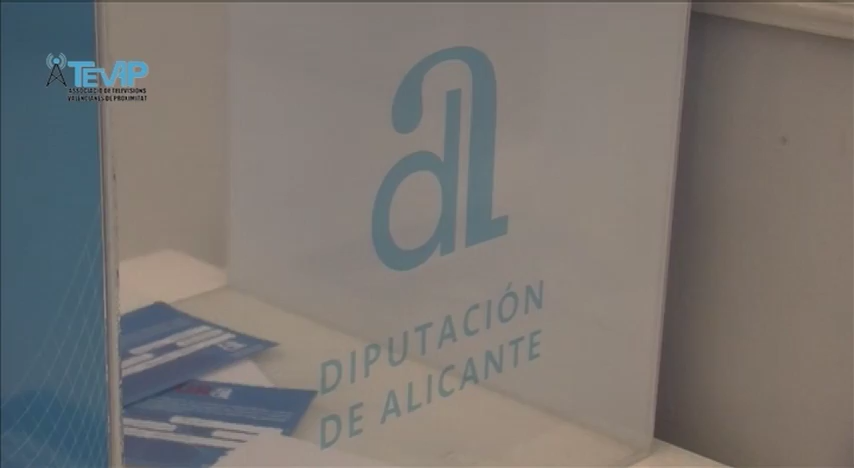 TEVAP
ASSOCIACIÓ DE TELEVISIONS
VALENCIANES DE PROXIMITAT
DIPUTACIÓN
DE ALICANTE